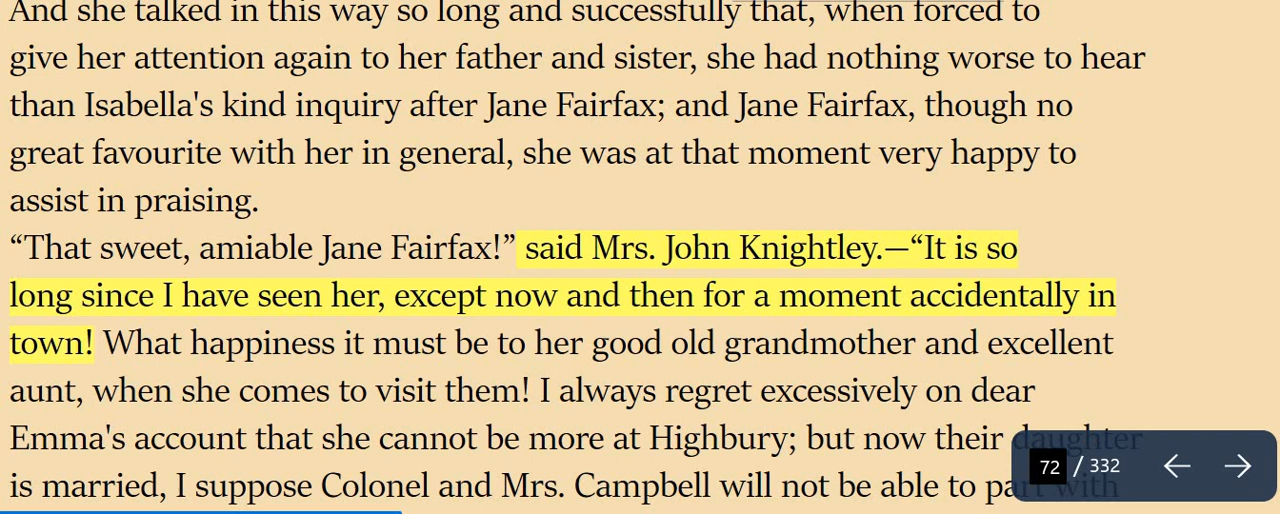 And she talked in this way so long and successfully that, when forced to
give her attention again to her father and sister, she had nothing worse to hear
than Isabella's kind inquiry after Jane Fairfax; and Jane Fairfax, though no
great favourite with her in general, she was at that moment very happy to
assist in praising.
“That sweet, amiable Jane Fairfax!” said Mrs. John Knightley.—“It is so
long since I have seen her, except now and then for a moment accidentally in
town! What happiness it must be to her good old grandmother and excellent
aunt, when she comes to visit them! I always regret excessively on dear
Emma's account that she cannot be more at Highbury; but now their daughter
is married, I suppose Colonel and Mrs. Campbell will not be able to part with
72 / 332